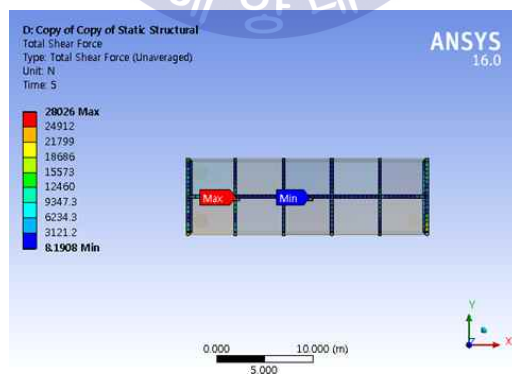 D: Copy of Copy of Static Structural
Total Shear Force
Type: Total Shear Force (Unaveraged)
Unit: N
Time: 5
ANSYS
16.0
28026 Max
24912
21799
18686
15573
12460
9347.3
6234.3
3121.2
8.1908 Min
Max
Min
0.000
10.000 (m)
5.000
Y
Z
X